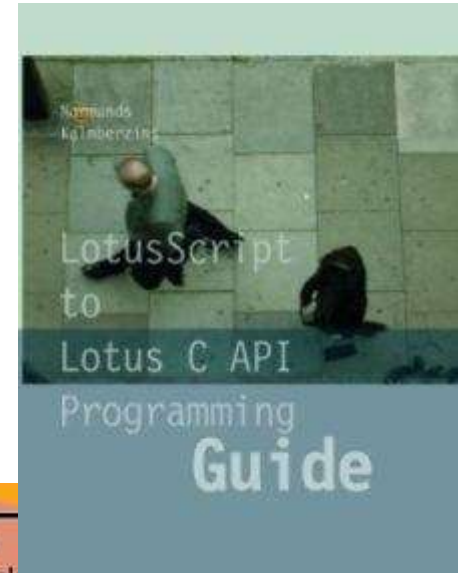 Normunds
Kalnberzins
LotusScript
to
Lotus C API
Programming
Guide